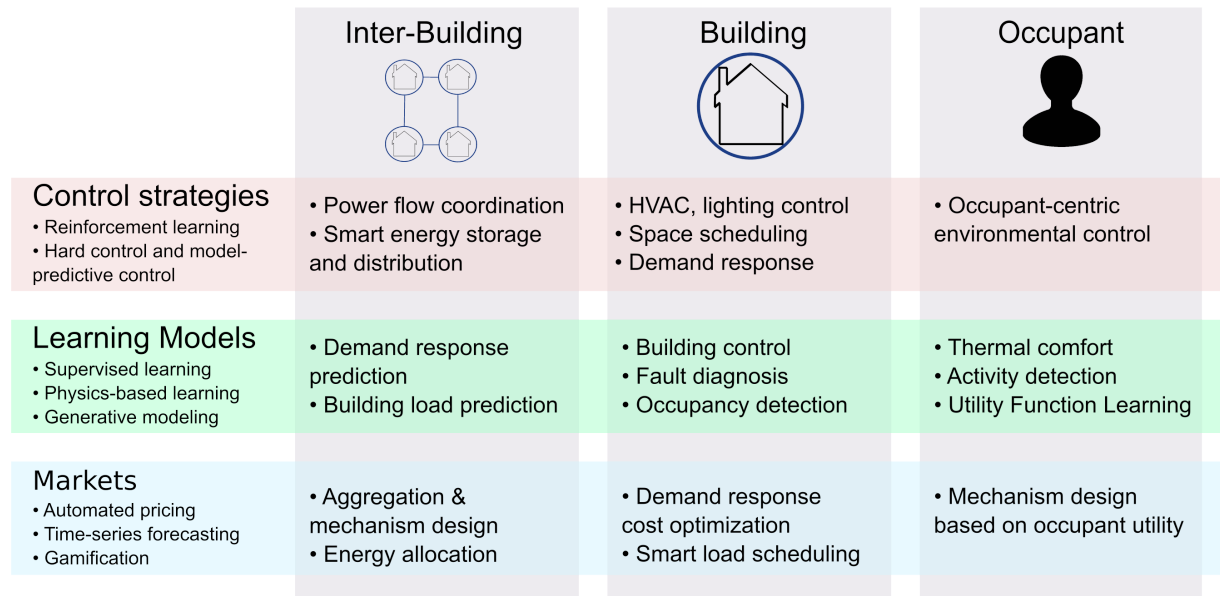 Inter-Building
Building
Occupant
Control strategies
• Reinforcement learning
• Hard control and model-
predictive control
• Power flow coordination
• Smart energy storage
and distribution
• HVAC, lighting control
• Space scheduling
• Demand response
• Occupant-centric
environmental control
Learning Models
• Supervised learning
• Physics-based learning
• Generative modeling
• Demand response
prediction
• Building load prediction
• Building control
• Fault diagnosis
• Occupancy detection
• Thermal comfort
• Activity detection
• Utility Function Learning
Markets
• Automated pricing
• Time-series forecasting
• Gamification
• Aggregation &
mechanism design
• Energy allocation
• Demand response
cost optimization
• Smart load scheduling
• Mechanism design
based on occupant utility